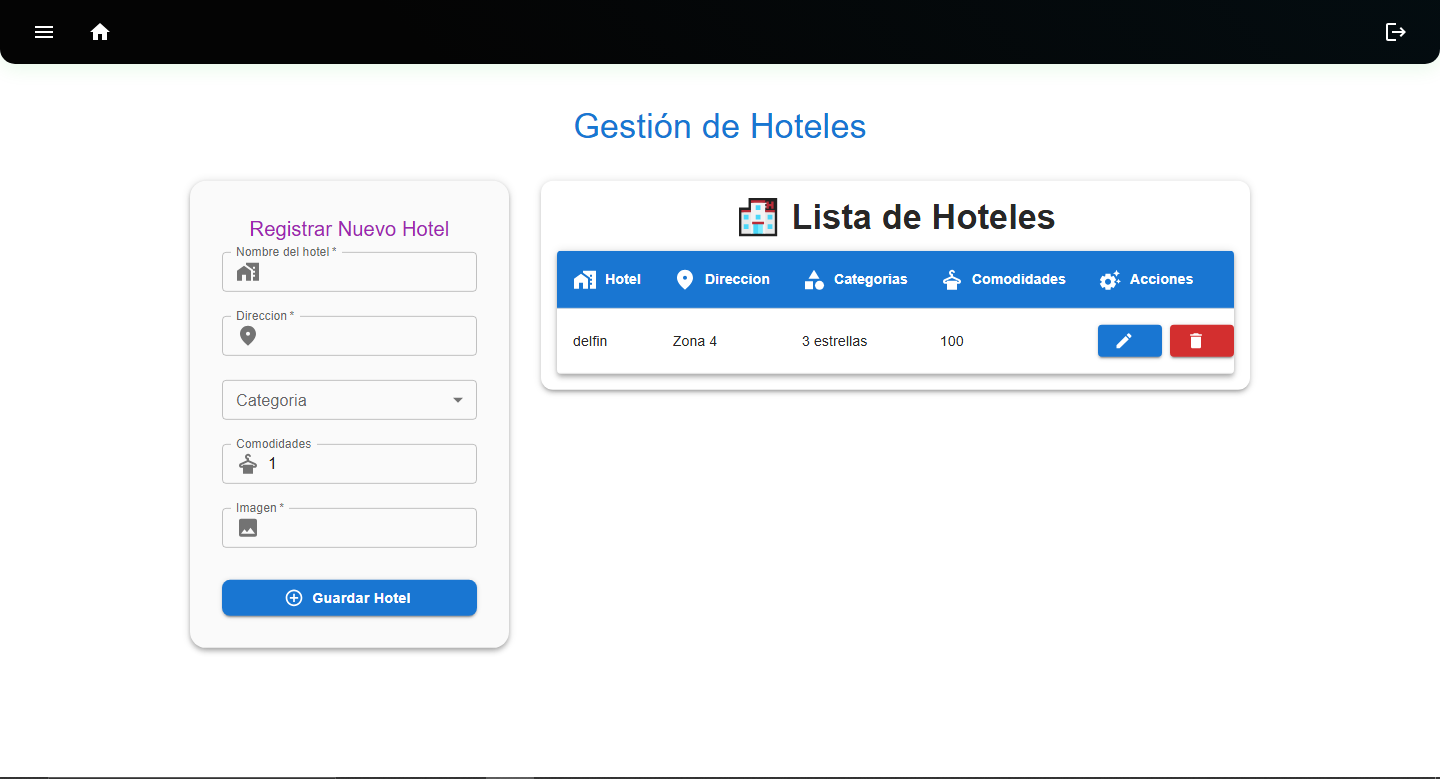 Gestión de Hoteles
Registrar Nuevo Hotel
Nombre del hotel *
Direccion *
Categoria
Comodidades
1
Imagen *
Guardar Hotel
Lista de Hoteles
Hotel Direccion Categorias Comodidades Acciones
delfin Zona 4 3 estrellas 100